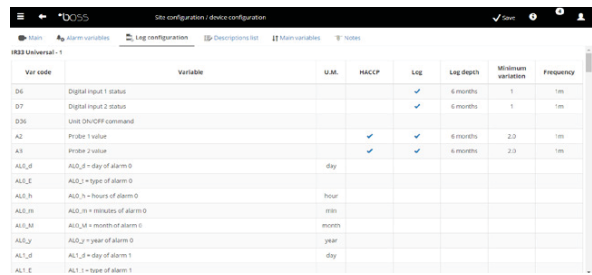 boss Site configuration / device configuration Save
Main Alarm variables Log configuration Descriptions list Main variables Notes
IR33 Universal - 1
Var code Variable U.M. HACCP Log Log depth Minimum variation Frequency
D6 Digital input 1 status 6 months 1 1m
D7 Digital input 2 status 6 months 1 1m
D36 Unit ON/OFF command
A2 Probe 1 value 6 months 2.0 1m
A3 Probe 2 value 6 months 2.0 1m
AL0_d AL0_d = day of alarm 0 day
AL0_E AL0_t = type of alarm 0
AL0_h AL0_h = hours of alarm 0 hour
AL0_m AL0_m = minutes of alarm 0 min
AL0_M AL0_M = month of alarm 0 month
AL0_y AL0_y = year of alarm 0 year
AL1_d AL1_d = day of alarm 1 day
AL1_E AL1_t = type of alarm 1